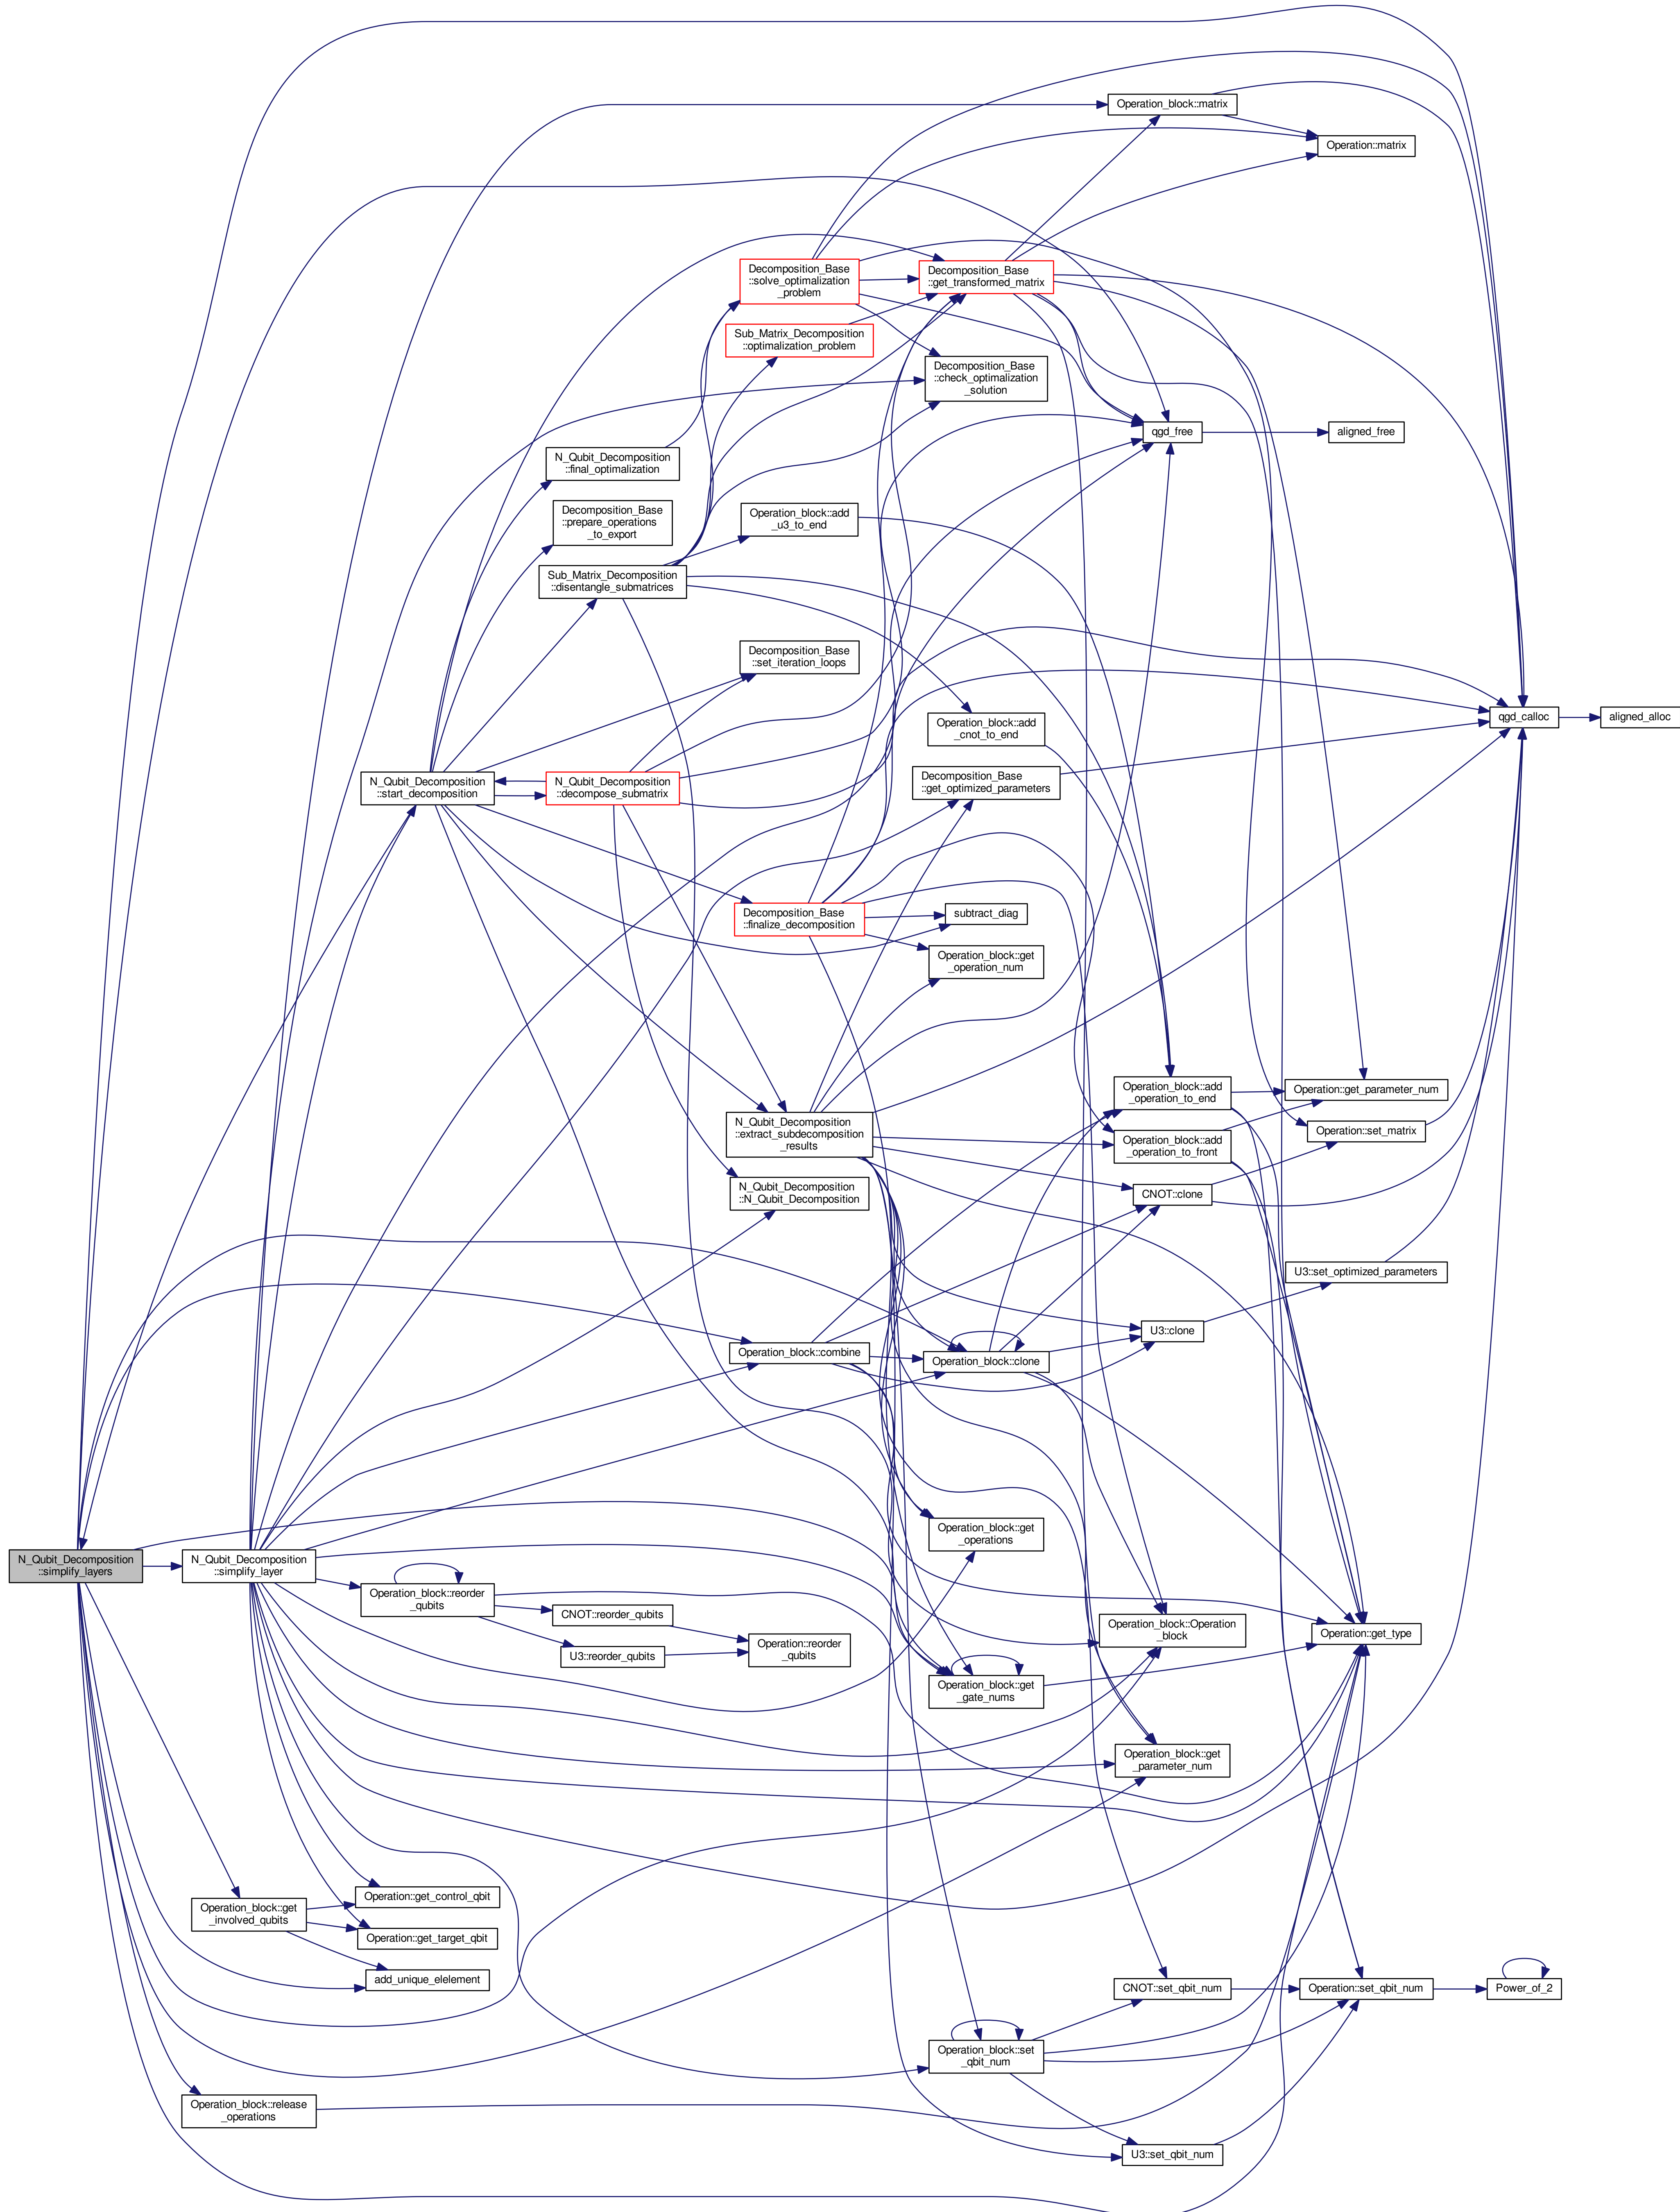 Operation_block::matrix
Operation::matrix
Decomposition_Base
::solve_optimalization
_problem
Decomposition_Base
::get_transformed_matrix
Sub_Matrix_Decomposition
::optimalization_problem
Decomposition_Base
::check_optimalization
_solution
qgd_free
aligned_free
N_Qubit_Decomposition
::final_optimalization
Decomposition_Base
::prepare_operations
_to_export
Operation_block::add
_u3_to_end
Sub_Matrix_Decomposition
::disentangle_submatrices
Decomposition_Base
::set_iteration_loops
Operation_block::add
_cnot_to_end
qgd_calloc
aligned_alloc
N_Qubit_Decomposition
::start_decomposition
N_Qubit_Decomposition
::decompose_submatrix
Decomposition_Base
::get_optimized_parameters
Decomposition_Base
::finalize_decomposition
subtract_diag
Operation_block::get
_operation_num
Operation_block::add
_operation_to_end
Operation::get_parameter_num
N_Qubit_Decomposition
::extract_subdecomposition
_results
Operation_block::add
_operation_to_front
Operation::set_matrix
N_Qubit_Decomposition
::N_Qubit_Decomposition
CNOT::clone
U3::set_optimized_parameters
U3::clone
Operation_block::combine
Operation_block::clone
Operation_block::get
_operations
N_Qubit_Decomposition
::simplify_layers
N_Qubit_Decomposition
::simplify_layer
Operation_block::reorder
_qubits
CNOT::reorder_qubits
U3::reorder_qubits
Operation::reorder
_qubits
Operation_block::Operation
_block
Operation::get_type
Operation_block::get
_gate_nums
Operation_block::get
_parameter_num
Operation::get_control_qbit
Operation_block::get
_involved_qubits
Operation::get_target_qbit
add_unique_elelement
CNOT::set_qbit_num
Operation::set_qbit_num
Power_of_2
Operation_block::set
_qbit_num
Operation_block::release
_operations
U3::set_qbit_num